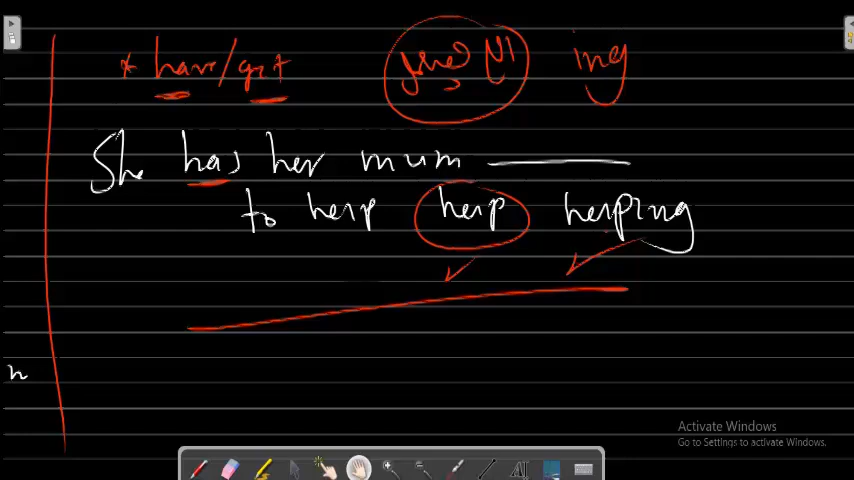 * have/get ing
She has her mum
to help help helping
h
Activate Windows
Go to Settings to activate Windows.